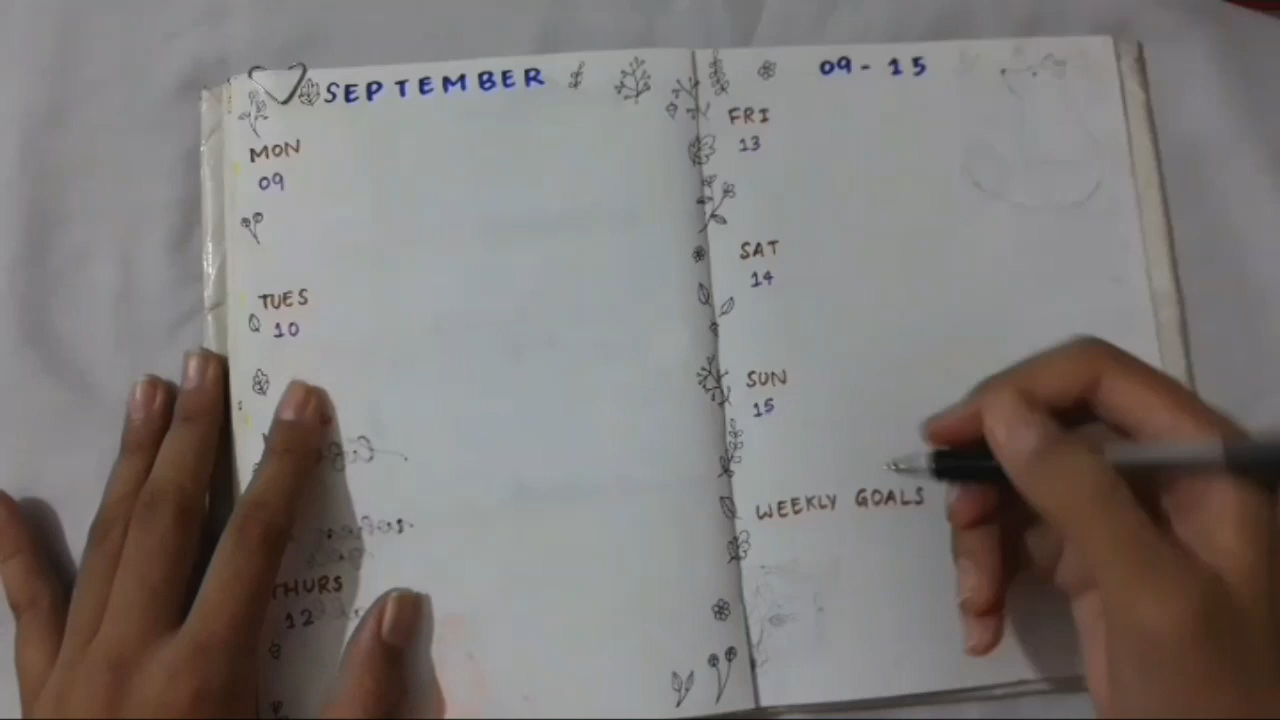 SEPTEMBER
MON
09
TUES
10
THURS
12
09-15
FRI
13
SAT
14
SUN
15
WEEKLY GOALS